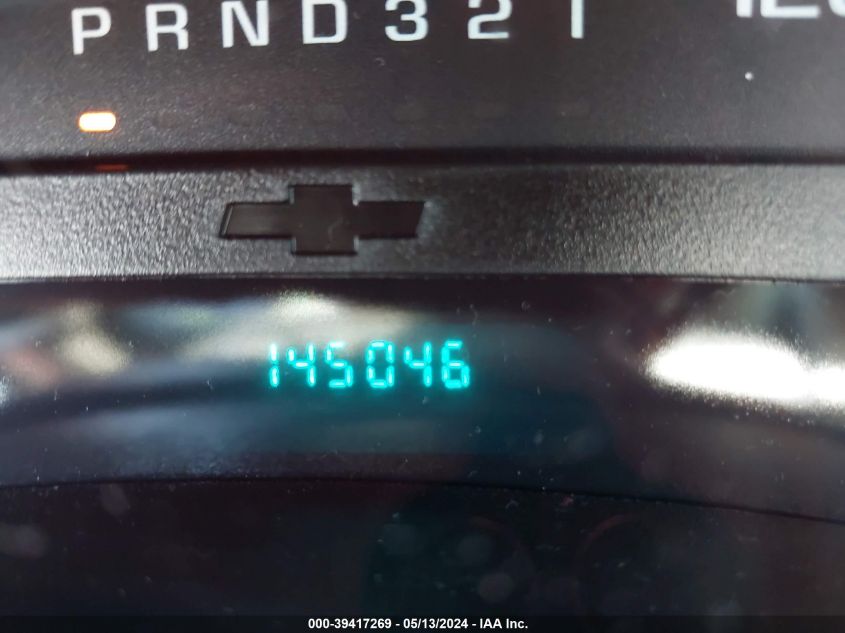 P R N D 3 2 1
145046
000-39417269 - 05/13/2024 - IAA Inc.